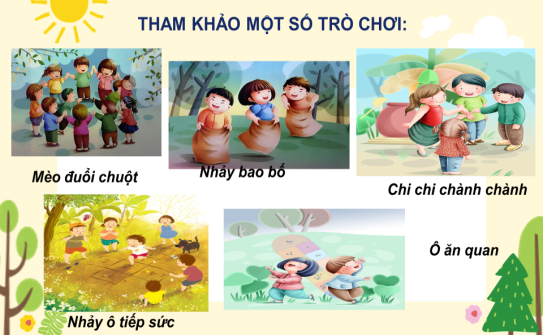 THAM KHẢO MỘT SỐ TRÒ CHƠI:
Mèo đuổi chuột
Nhảy bao bố
Chi chi chành chành
Ô ăn quan
Nhảy ô tiếp sức